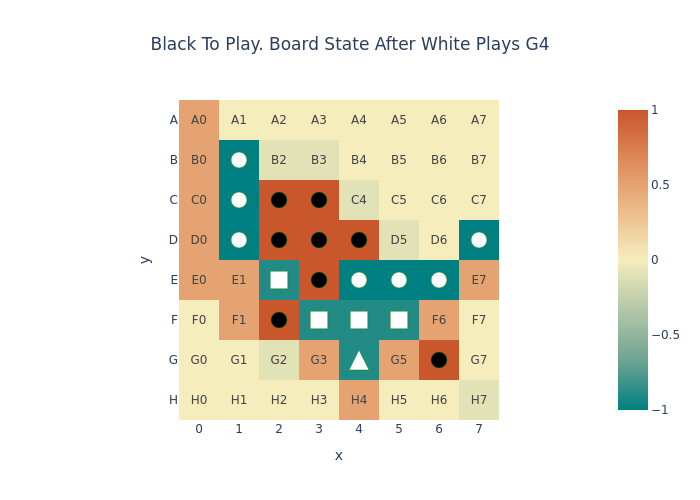 Black To Play. Board State After White Plays G4
A A0 A1 A2 A3 A4 A5 A6 A7
B B0 B2 B3 B4 B5 B6 B7
C C0 C4 C5 C6 C7
D D0 D5 D6
E E0 E1 E7
F F0 F1 F6 F7
G G0 G1 G2 G3 G5 G7
H H0 H1 H2 H3 H4 H5 H6 H7
0 1 2 3 4 5 6 7
x
y
1
0.5
0
−0.5
−1